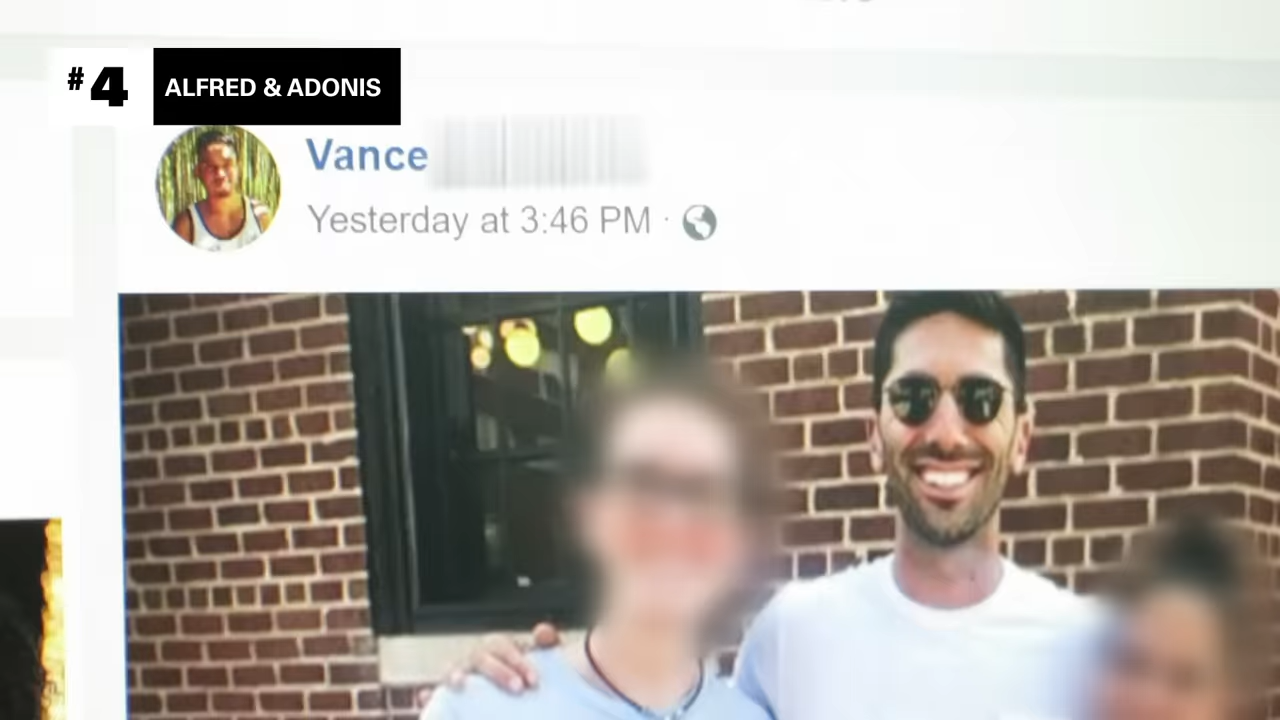 #4 ALFRED & ADONIS
Vance
Yesterday at 3:46 PM ·